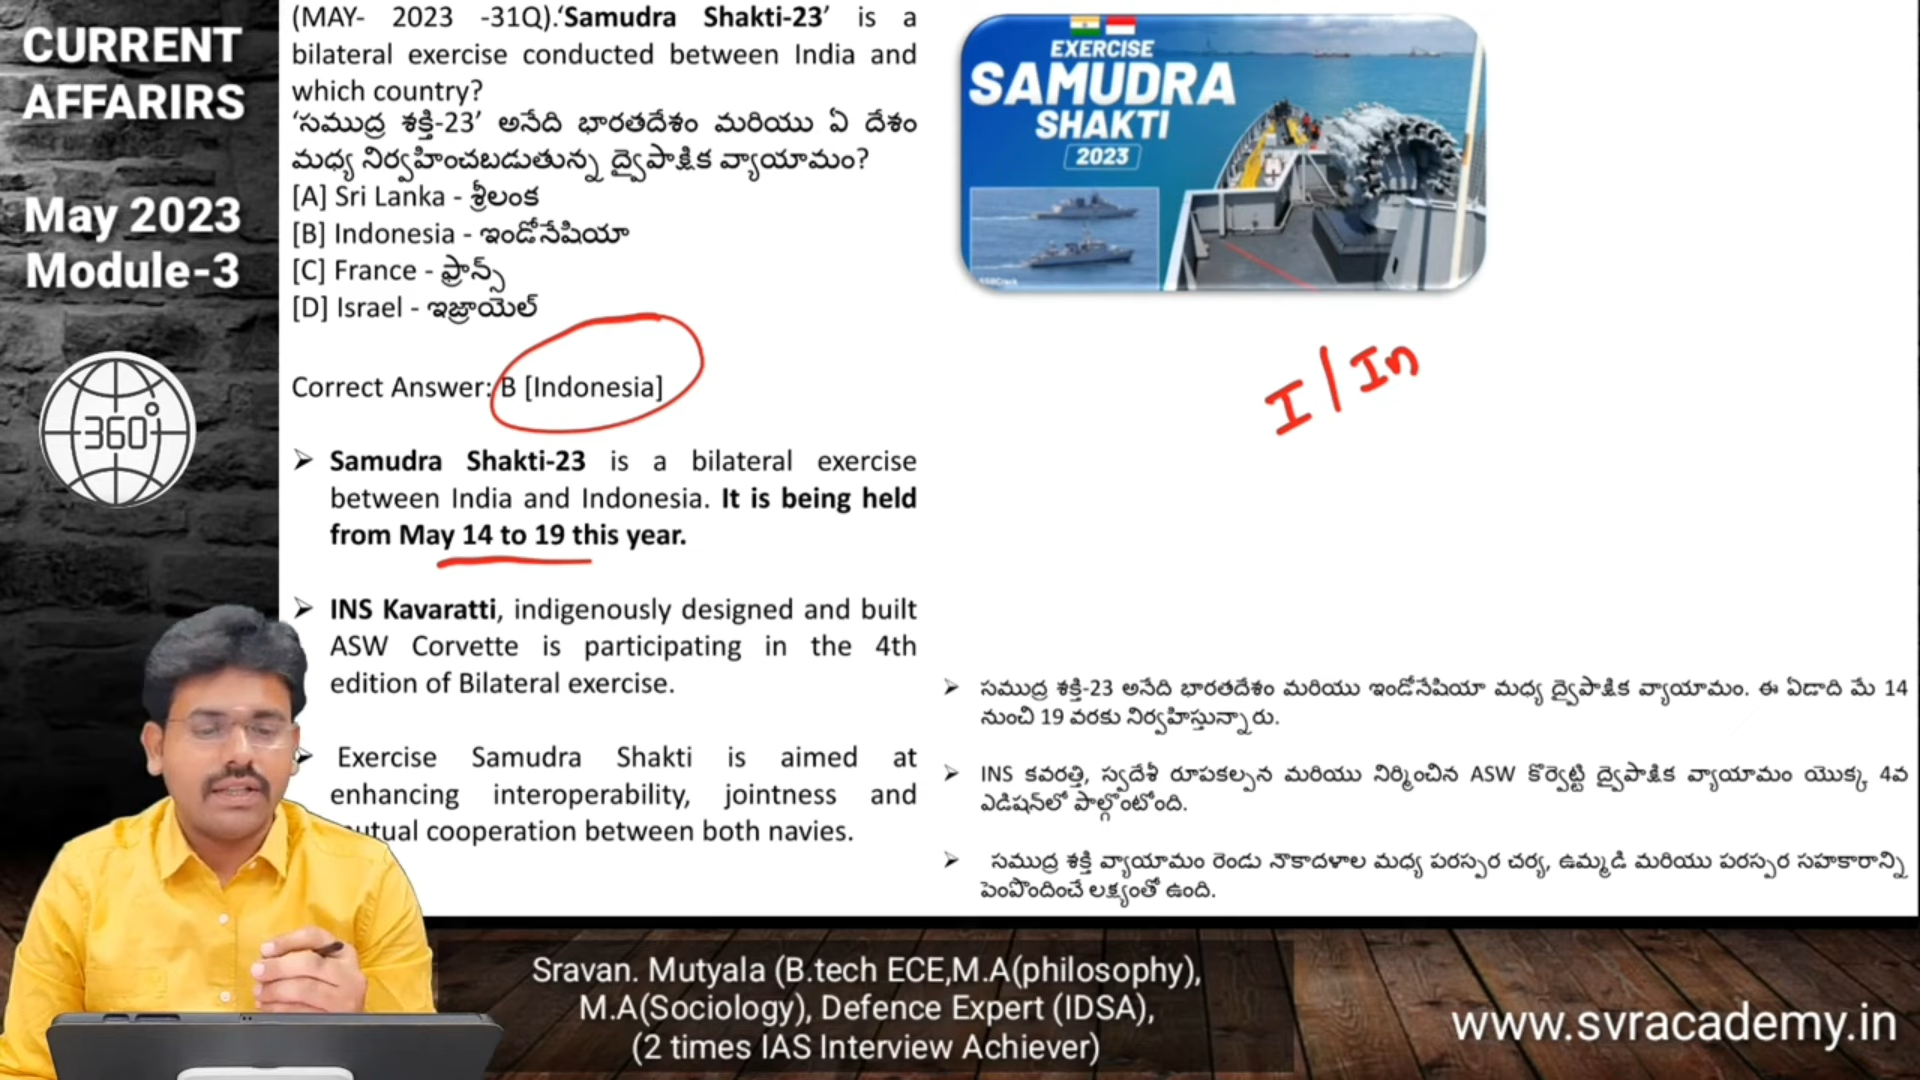 CURRENT
AFFARIRS
May 2023
Module-3
360°
(MAY- 2023 -31Q).‘Samudra Shakti-23’ is a
bilateral exercise conducted between India and
which country?
‘సముద్ర శక్తి-23’ అనేది భారతదేశం మరియు ఏ దేశం
మధ్య నిర్వహించబడుతున్న ద్వైపాక్షిక వ్యాయామం?
[A] Sri Lanka - శ్రీలంక
[B] Indonesia - ఇండోనేషియా
[C] France - ఫ్రాన్స్
[D] Israel - ఇజ్రాయెల్
Correct Answer: B [Indonesia]
➢ Samudra Shakti-23 is a bilateral exercise
between India and Indonesia. It is being held
from May 14 to 19 this year.
➢ INS Kavaratti, indigenously designed and built
ASW Corvette is participating in the 4th
edition of Bilateral exercise.
➢ Exercise Samudra Shakti is aimed at
enhancing interoperability, jointness and
mutual cooperation between both navies.
EXERCISE
SAMUDRA
SHAKTI
2023
SSBCrack
I/In
➢ సముద్ర శక్తి-23 అనేది భారతదేశం మరియు ఇండోనేషియా మధ్య ద్వైపాక్షిక వ్యాయామం. ఈ ఏడాది మే 14
నుంచి 19 వరకు నిర్వహిస్తున్నారు.
➢ INS కవరత్తి, స్వదేశీ రూపకల్పన మరియు నిర్మించిన ASW కొర్వెట్టి ద్వైపాక్షిక వ్యాయామం యొక్క 4వ
ఎడిషన్‌లో పాల్గొంటోంది.
➢ సముద్ర శక్తి వ్యాయామం రెండు నౌకాదళాల మధ్య పరస్పర చర్య, ఉమ్మడి మరియు పరస్పర సహకారాన్ని
పెంపొందించే లక్ష్యంతో ఉంది.
Sravan. Mutyala (B.tech ECE,M.A(philosophy),
M.A(Sociology), Defence Expert (IDSA),
(2 times IAS Interview Achiever)
www.svracademy.in